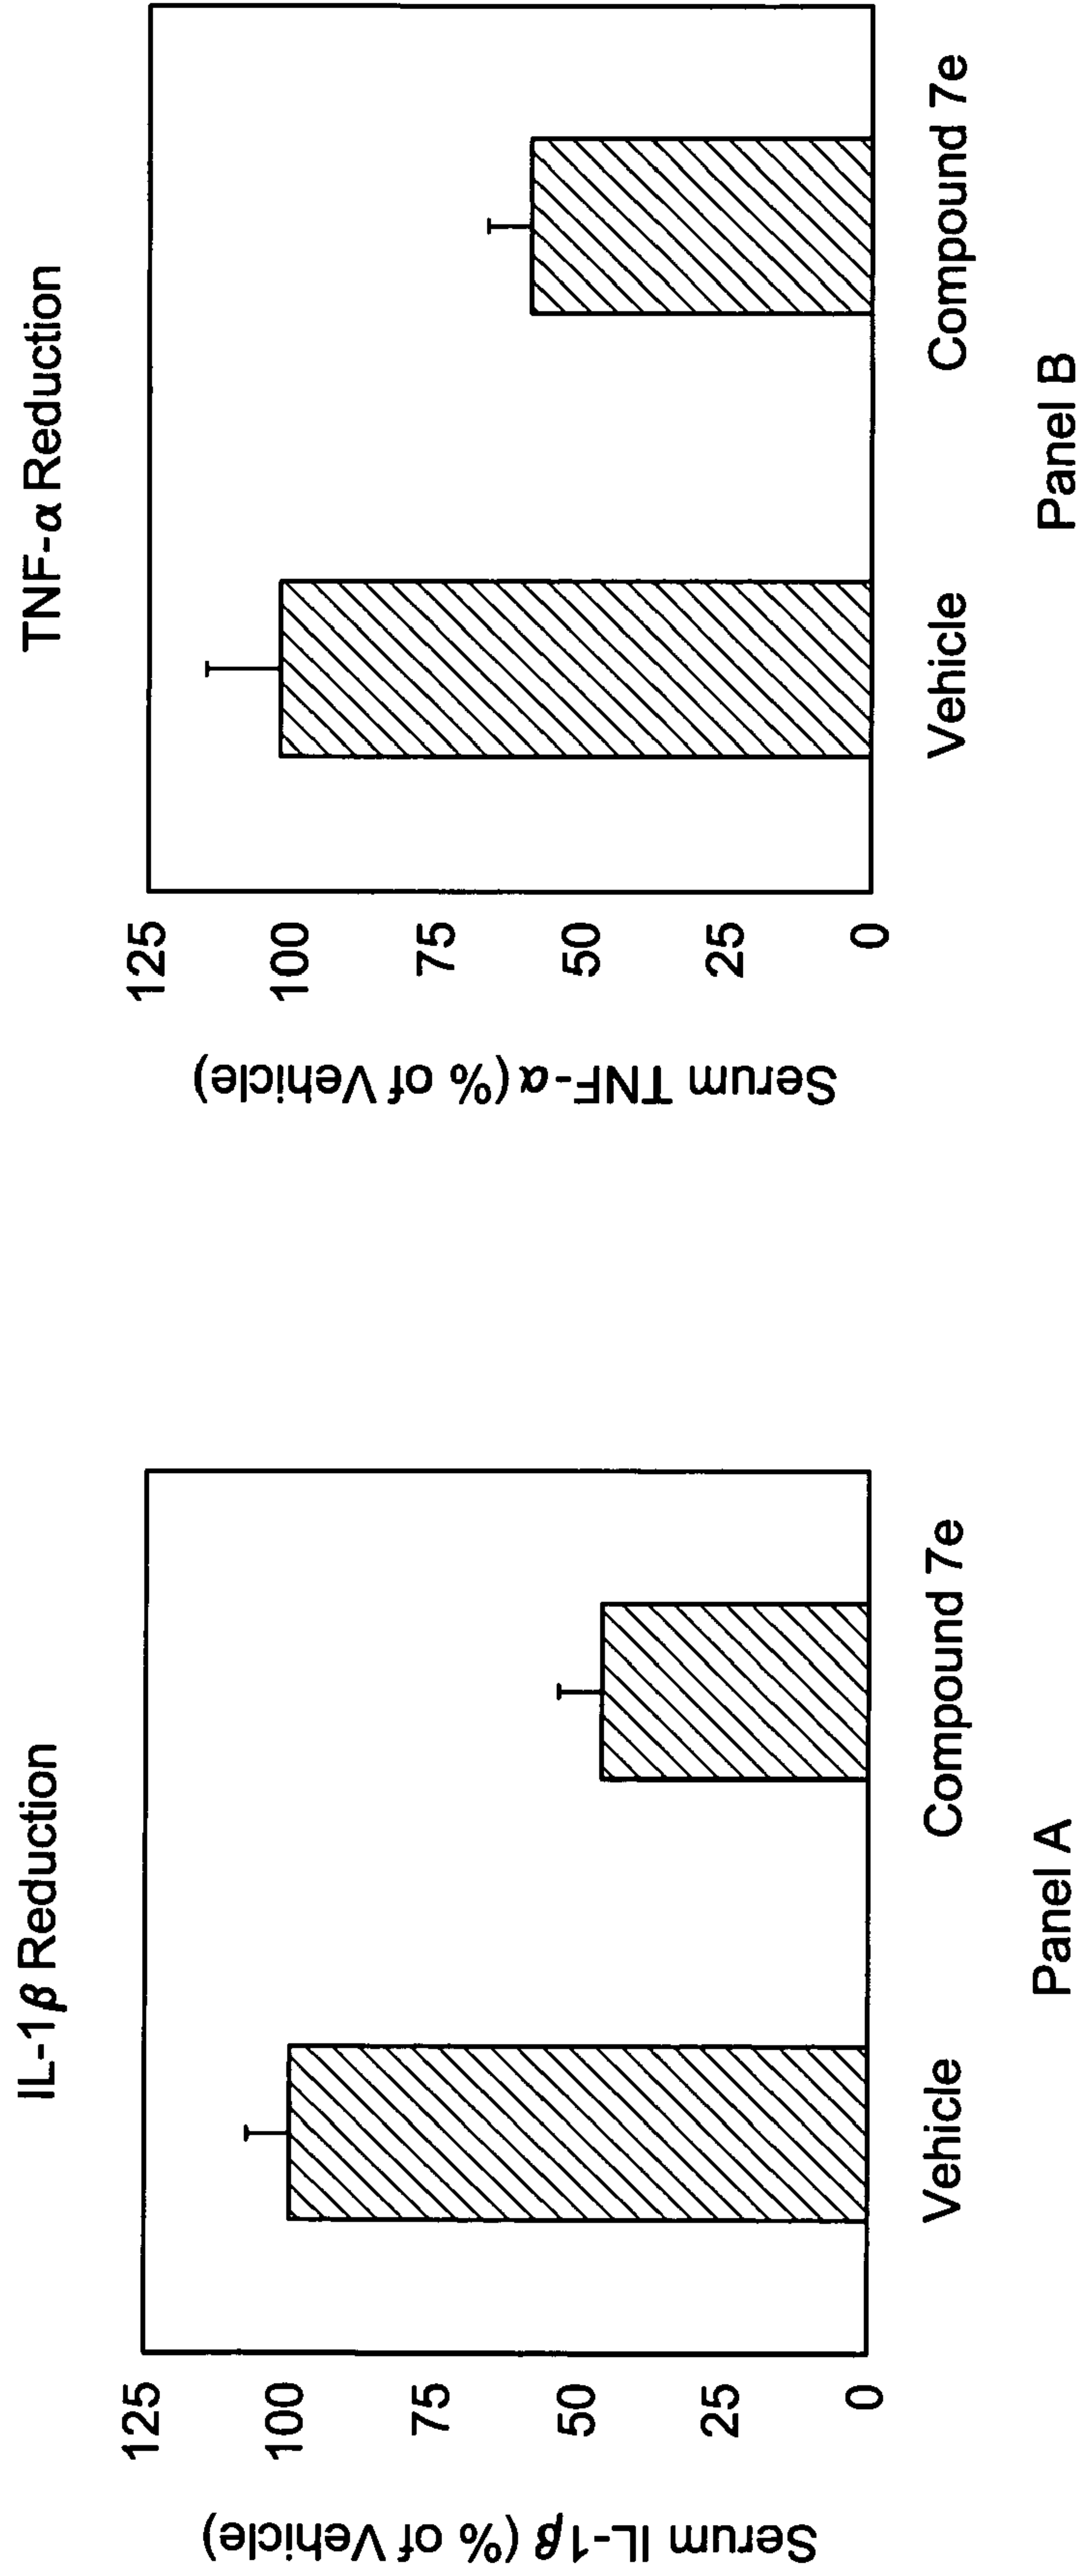 IL-1β Reduction
Serum IL-1β (% of Vehicle)
125
100
75
50
25
0
Vehicle
Compound 7e
Panel A
TNF-α Reduction
Serum TNF-α (% of Vehicle)
125
100
75
50
25
0
Vehicle
Compound 7e
Panel B